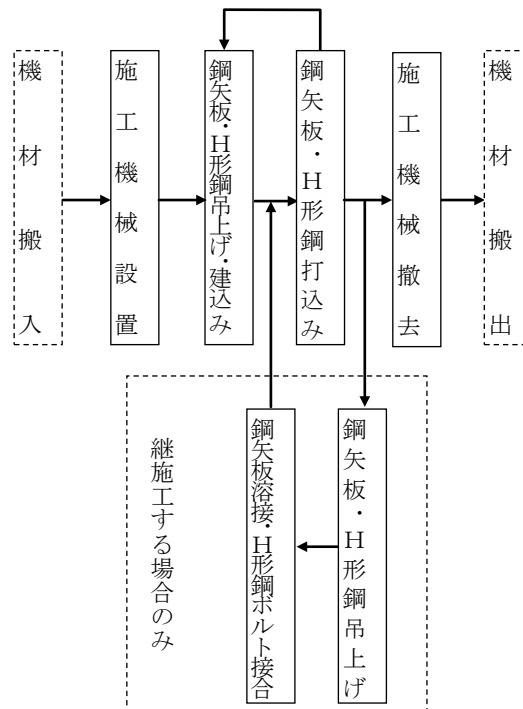 機材搬入
施工機械設置
鋼矢板・H形鋼吊上げ・建込み
鋼矢板・H形鋼打込み
施工機械撤去
機材搬出
継施工する場合のみ
鋼矢板溶接・H形鋼ボルト接合
鋼矢板・H形鋼吊上げ